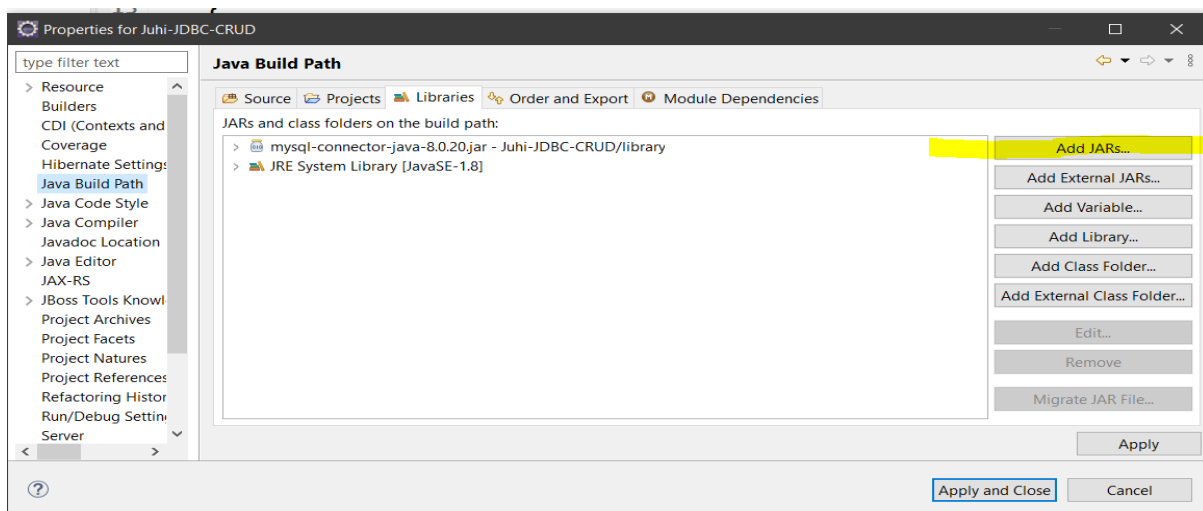 Properties for Juhi-JDBC-CRUD
type filter text
Java Build Path
Resource
Builders
CDI (Contexts and
Coverage
Hibernate Settings
Java Build Path
Java Code Style
Java Compiler
Javadoc Location
Java Editor
JAX-RS
JBoss Tools Knowl
Project Archives
Project Facets
Project Natures
Project References
Refactoring Histor
Run/Debug Settin
Server
Source Projects Libraries Order and Export Module Dependencies
JARs and class folders on the build path:
mysql-connector-java-8.0.20.jar - Juhi-JDBC-CRUD/library
JRE System Library [JavaSE-1.8]
Add JARs...
Add External JARs...
Add Variable...
Add Library...
Add Class Folder...
Add External Class Folder...
Edit...
Remove
Migrate JAR File...
Apply
Apply and Close Cancel